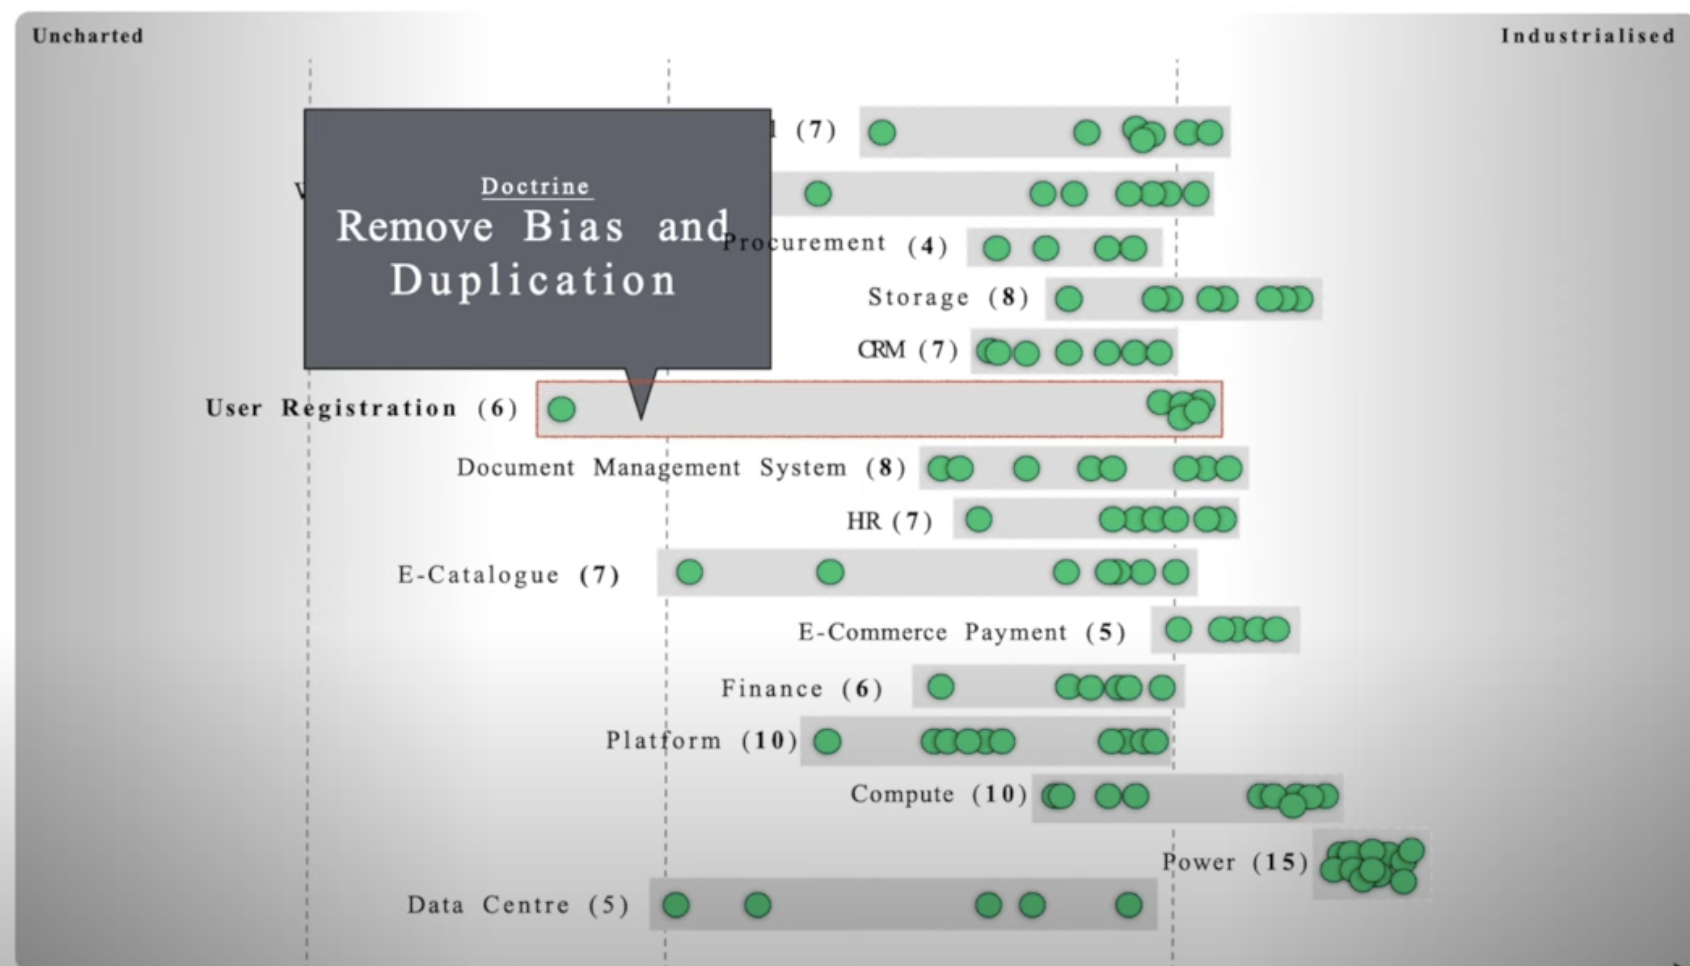 Uncharted
Industrialised
(7)
Doctrine
Remove Bias and
Duplication
Procurement (4)
Storage (8)
CRM (7)
User Registration (6)
Document Management System (8)
HR (7)
E-Catalogue (7)
E-Commerce Payment (5)
Finance (6)
Platform (10)
Compute (10)
Power (15)
Data Centre (5)